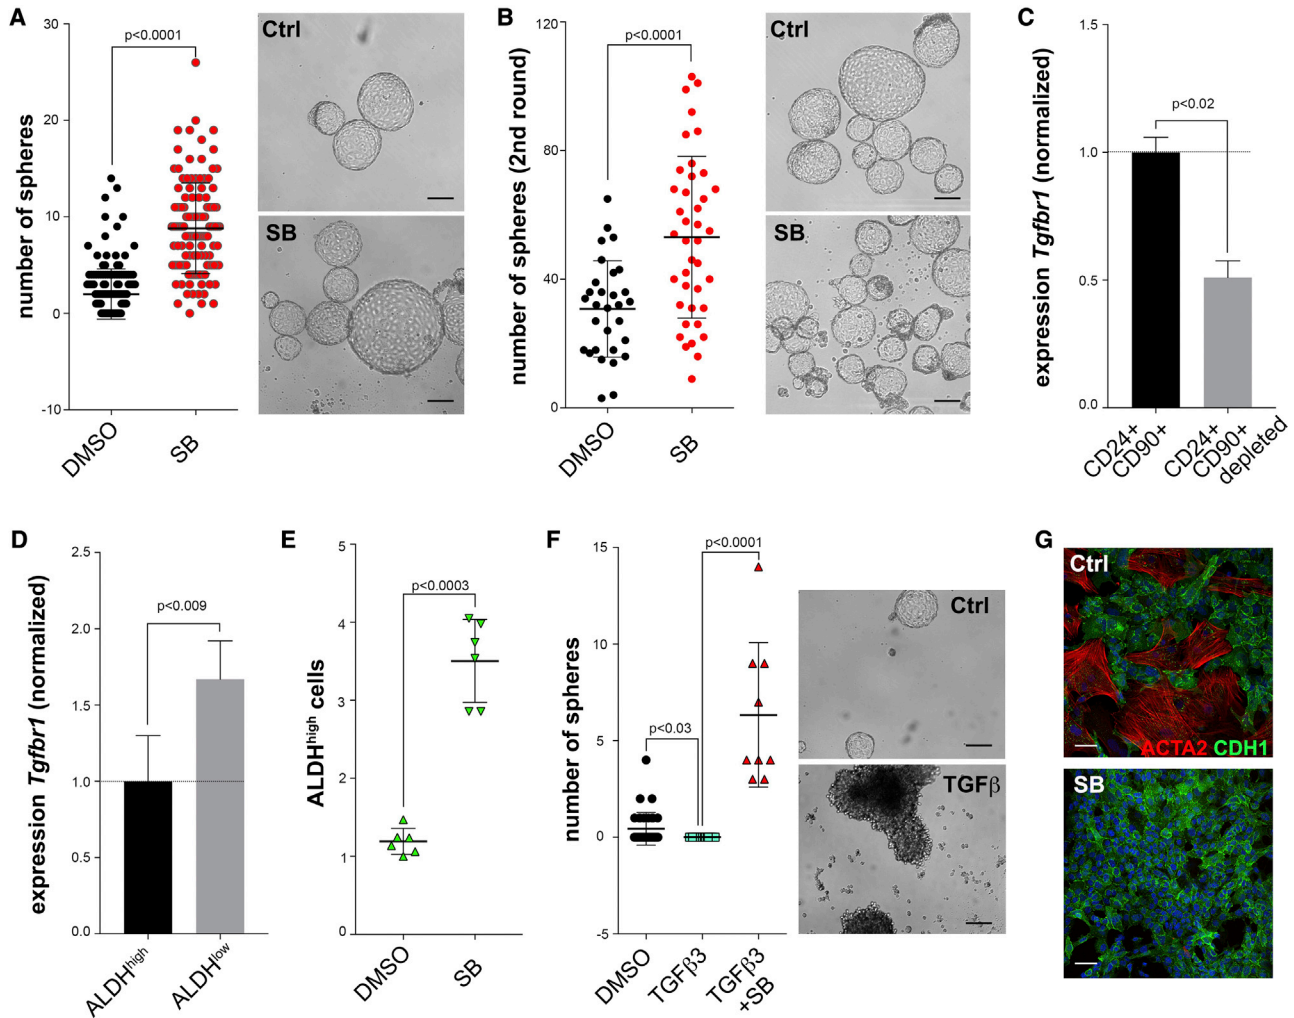 A
number of spheres
30
20
10
0
-10
p<0.0001
DMSO
SB
Ctrl
SB
B
number of spheres (2nd round)
120
80
40
0
p<0.0001
DMSO
SB
Ctrl
SB
C
expression Tgfbr1 (normalized)
1.5
1.0
0.5
0.0
p<0.02
CD24+
CD90+
CD24+
CD90+
depleted
D
expression Tgfbr1 (normalized)
2.5
2.0
1.5
1.0
0.5
0.0
p<0.009
ALDHhigh
ALDHlow
E
ALDHhigh cells
5
4
3
2
1
0
p<0.0003
DMSO
SB
F
number of spheres
15
10
5
0
-5
p<0.03
p<0.0001
DMSO
TGFβ3
TGFβ3
+SB
Ctrl
TGFβ
G
Ctrl
ACTA2 CDH1
SB